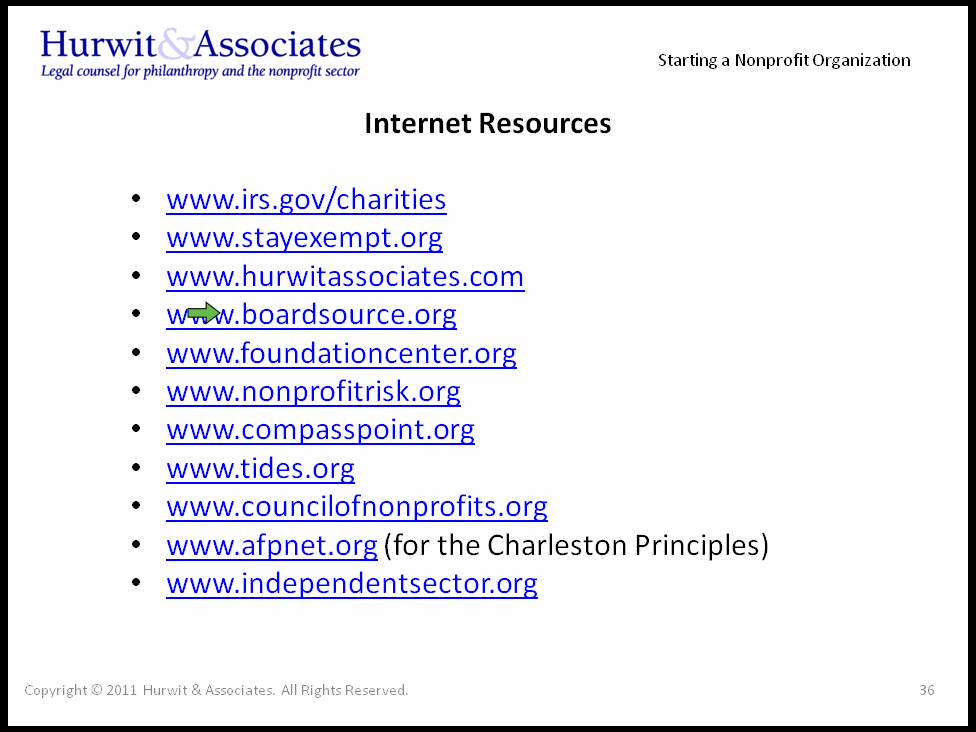 Hurwit&Associates
Legal counsel for philanthropy and the nonprofit sector
Starting a Nonprofit Organization
Internet Resources
• www.irs.gov/charities
• www.stayexempt.org
• www.hurwitassociates.com
• www.boardsource.org
• www.foundationcenter.org
• www.nonprofitrisk.org
• www.compasspoint.org
• www.tides.org
• www.councilofnonprofits.org
• www.afpnet.org (for the Charleston Principles)
• www.independentsector.org
Copyright © 2011 Hurwit & Associates. All Rights Reserved.
36